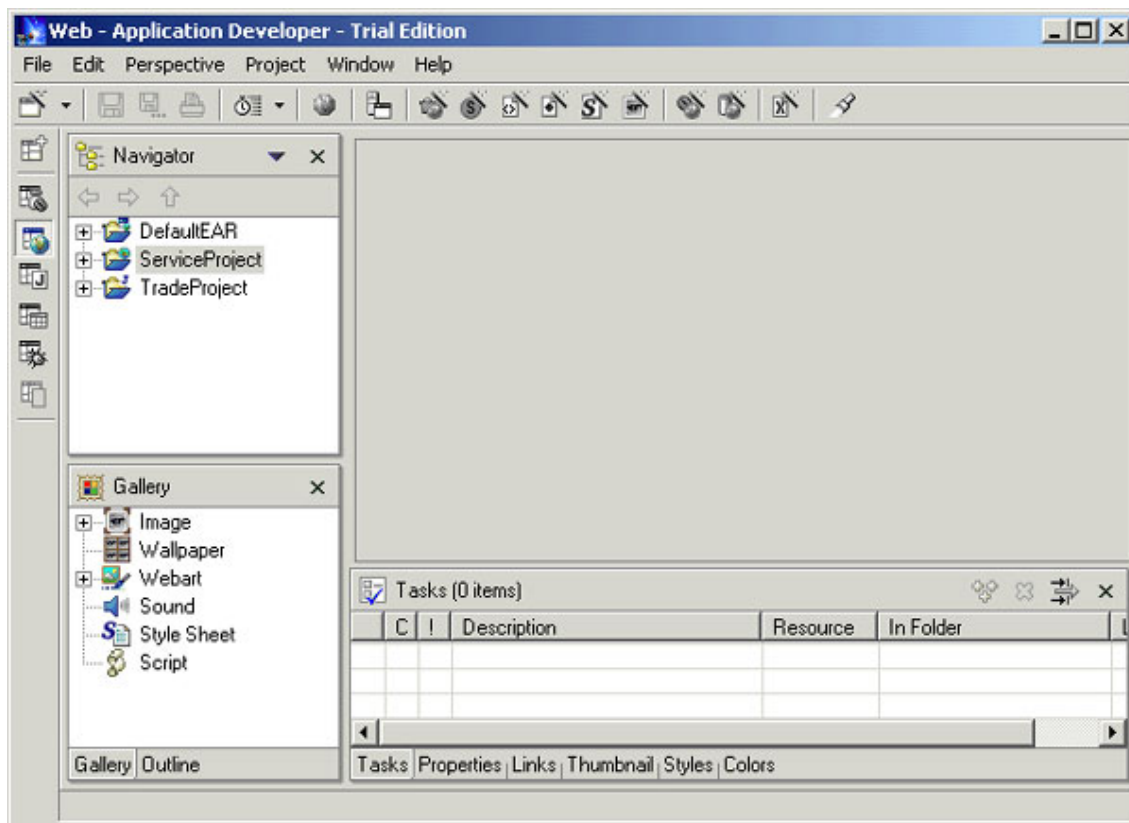 Web - Application Developer - Trial Edition
File Edit Perspective Project Window Help
Navigator
DefaultEAR
ServiceProject
TradeProject
Gallery
Image
Wallpaper
Webart
Sound
Style Sheet
Script
Gallery Outline
Tasks (0 items)
C ! Description Resource In Folder L
Tasks Properties Links Thumbnail Styles Colors